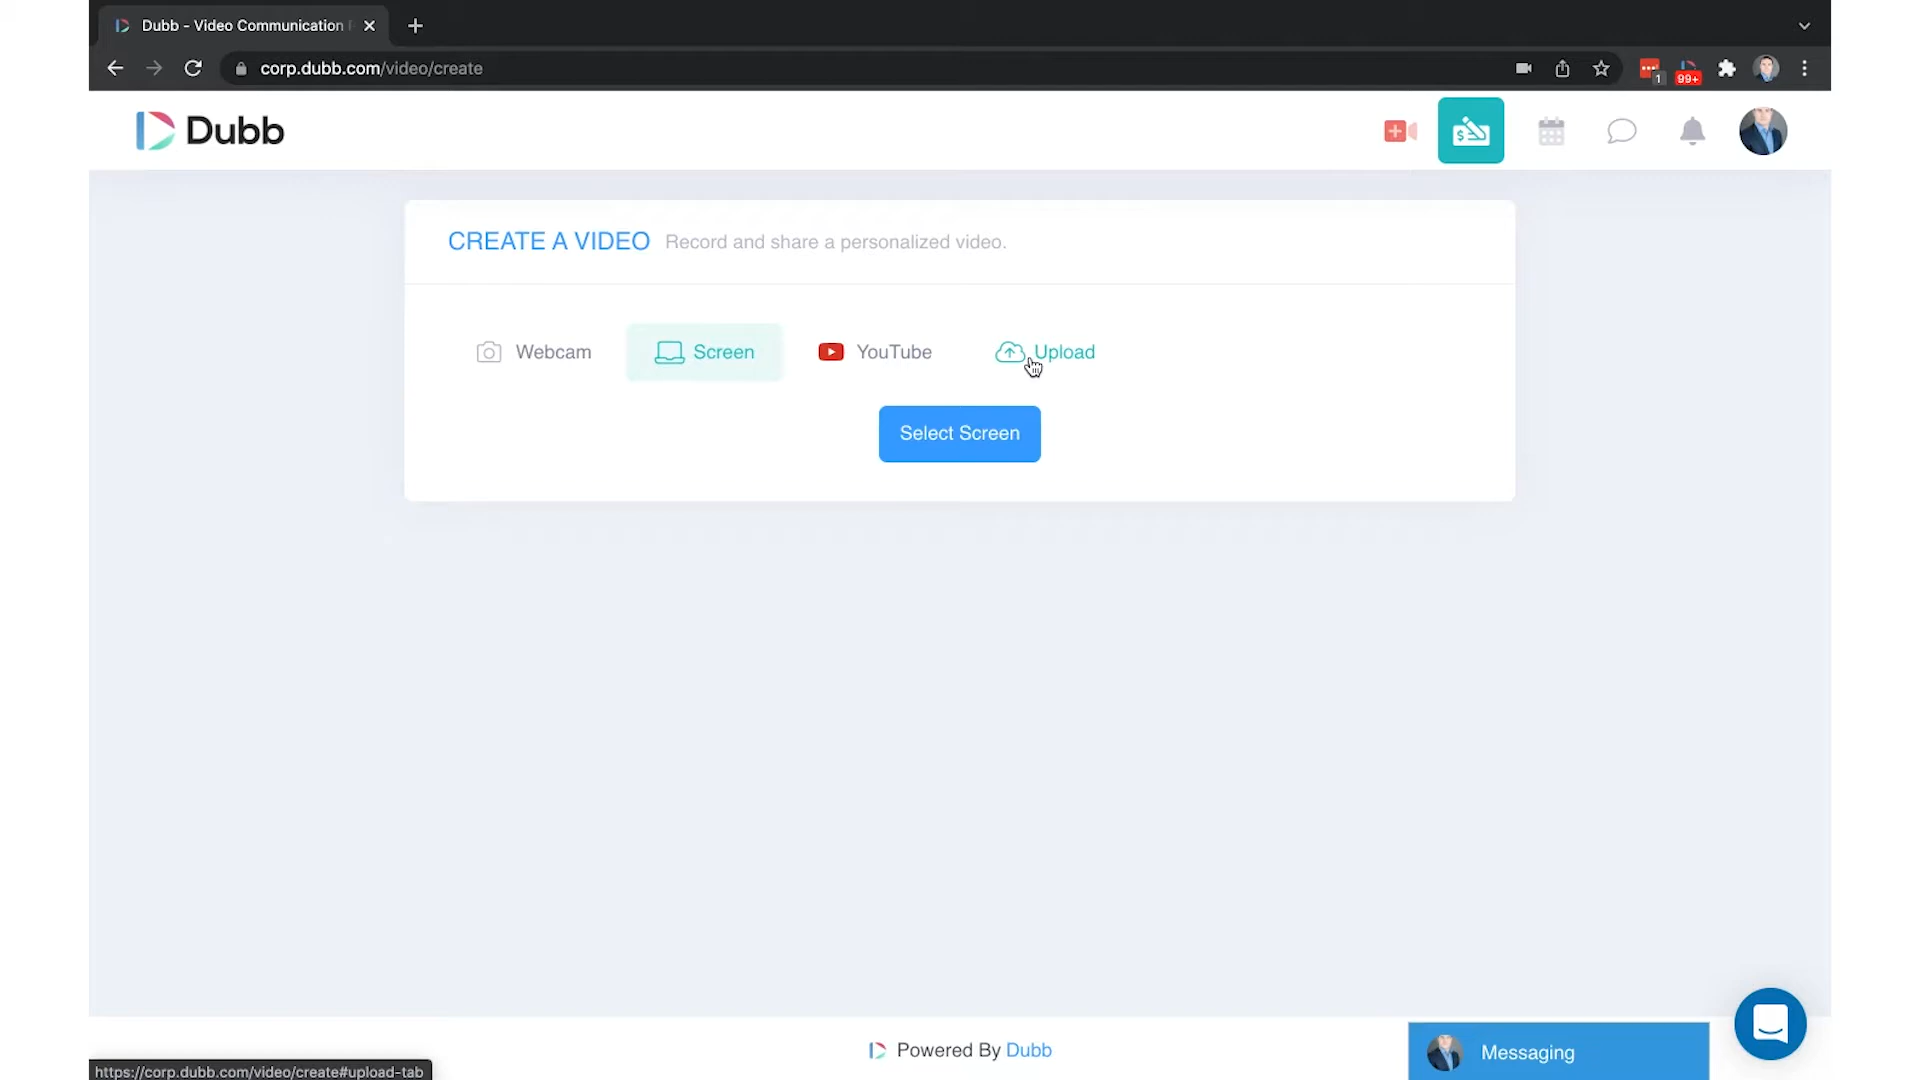 Dubb - Video Communication
corp.dubb.com/video/create
1
99+
Dubb
CREATE A VIDEO Record and share a personalized video.
Webcam Screen YouTube Upload
Select Screen
Powered By Dubb
Messaging
https://corp.dubb.com/video/create#upload-tab